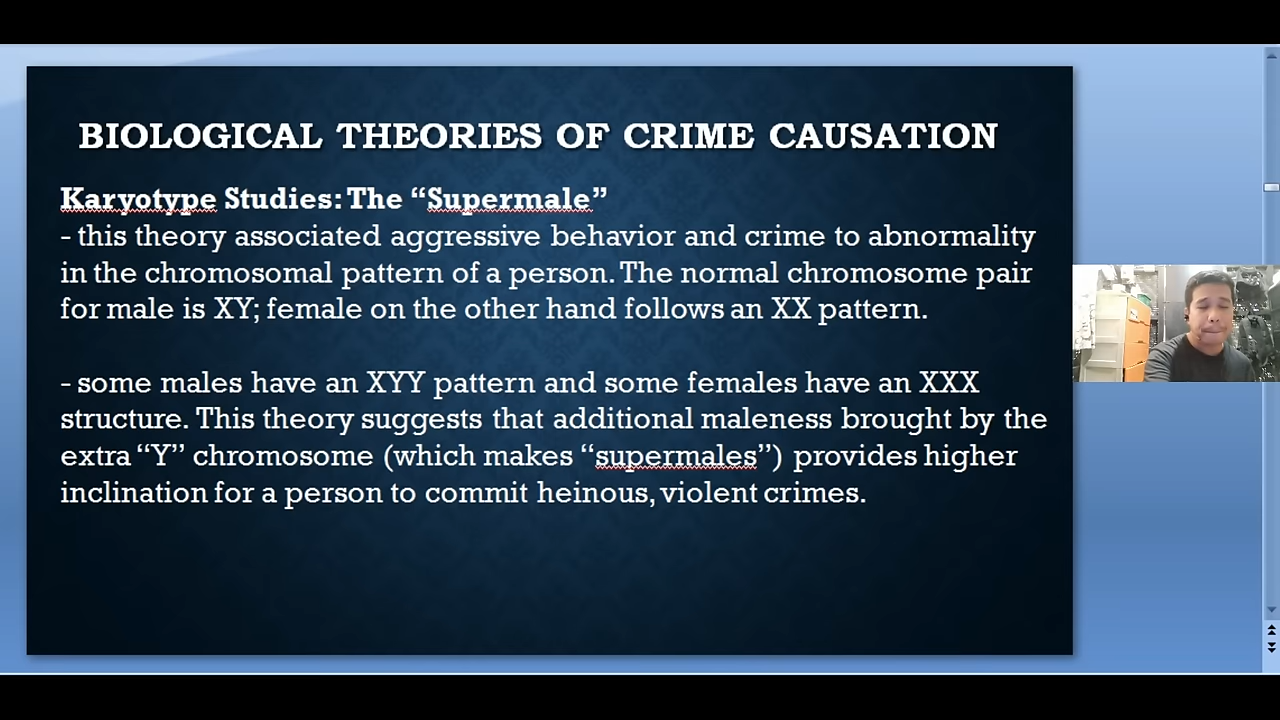 BIOLOGICAL THEORIES OF CRIME CAUSATION
Karyotype Studies: The “Supermale”
- this theory associated aggressive behavior and crime to abnormality
in the chromosomal pattern of a person. The normal chromosome pair
for male is XY; female on the other hand follows an XX pattern.
- some males have an XYY pattern and some females have an XXX
structure. This theory suggests that additional maleness brought by the
extra “Y” chromosome (which makes “supermales”) provides higher
inclination for a person to commit heinous, violent crimes.